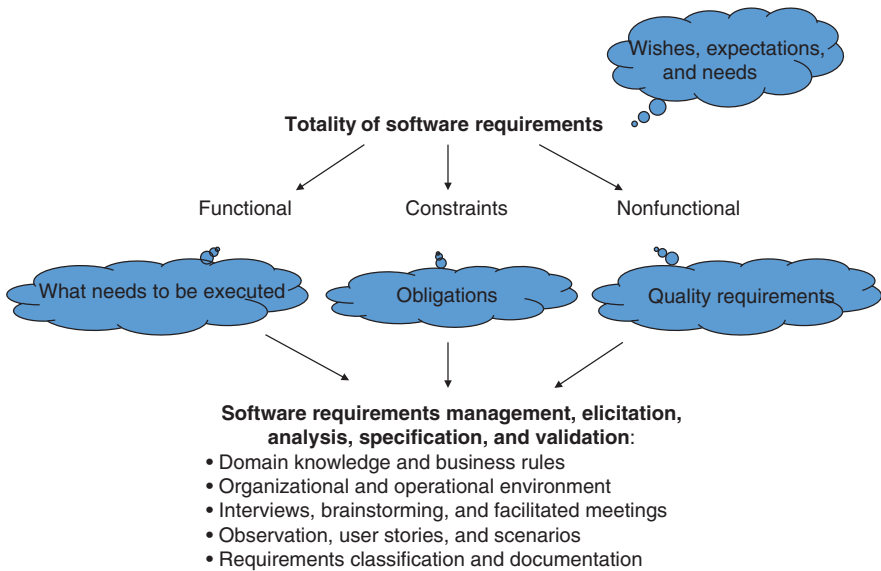 Wishes, expectations,
and needs
Totality of software requirements
Functional
Constraints
Nonfunctional
What needs to be executed
Obligations
Quality requirements
Software requirements management, elicitation,
analysis, specification, and validation:
• Domain knowledge and business rules
• Organizational and operational environment
• Interviews, brainstorming, and facilitated meetings
• Observation, user stories, and scenarios
• Requirements classification and documentation